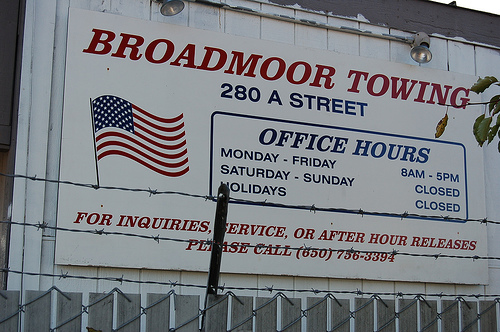 BROADMOOR TOWING
280 A STREET
OFFICE HOURS
MONDAY - FRIDAY 8AM - 5PM
SATURDAY - SUNDAY CLOSED
HOLIDAYS CLOSED
FOR INQUIRIES, SERVICE, OR AFTER HOUR RELEASES
PLEASE CALL (650) 756-3394